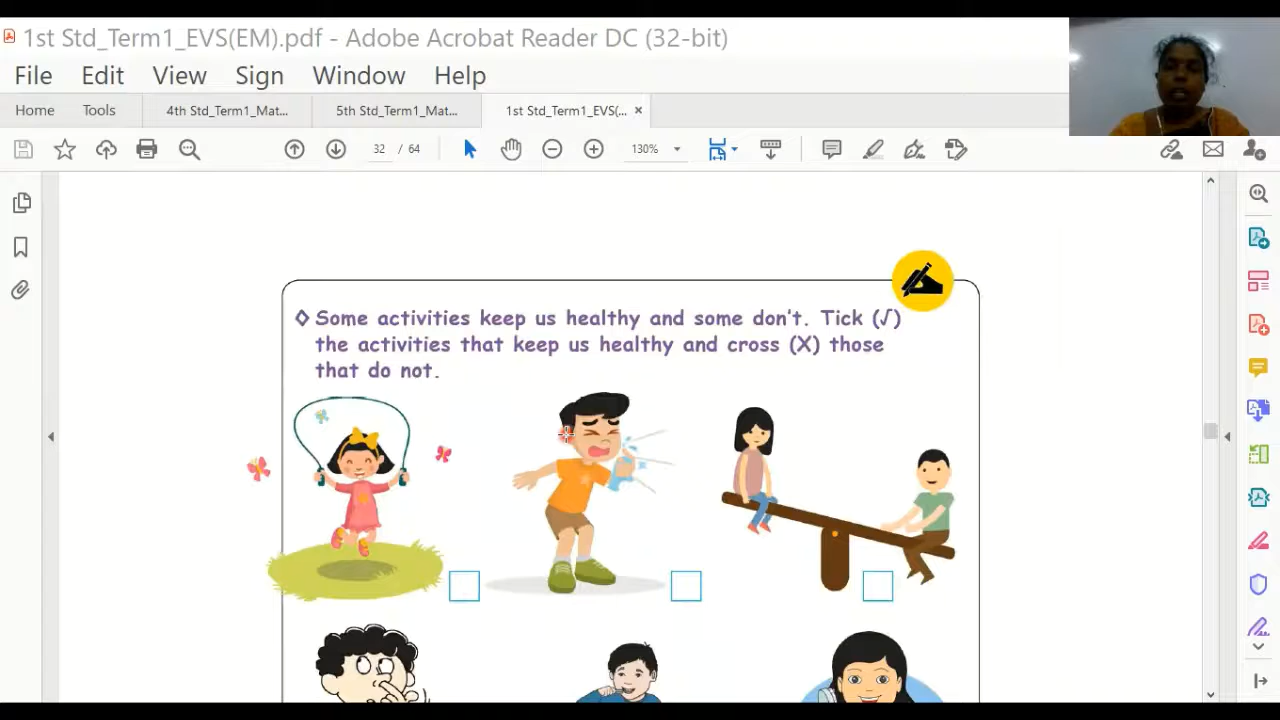 1st Std_Term1_EVS(EM).pdf - Adobe Acrobat Reader DC (32-bit)
File Edit View Sign Window Help
Home Tools 4th Std_Term1_Mat... 5th Std_Term1_Mat... 1st Std_Term1_EVS(... ×
32 / 64 130%
◊ Some activities keep us healthy and some don't. Tick (√)
the activities that keep us healthy and cross (X) those
that do not.